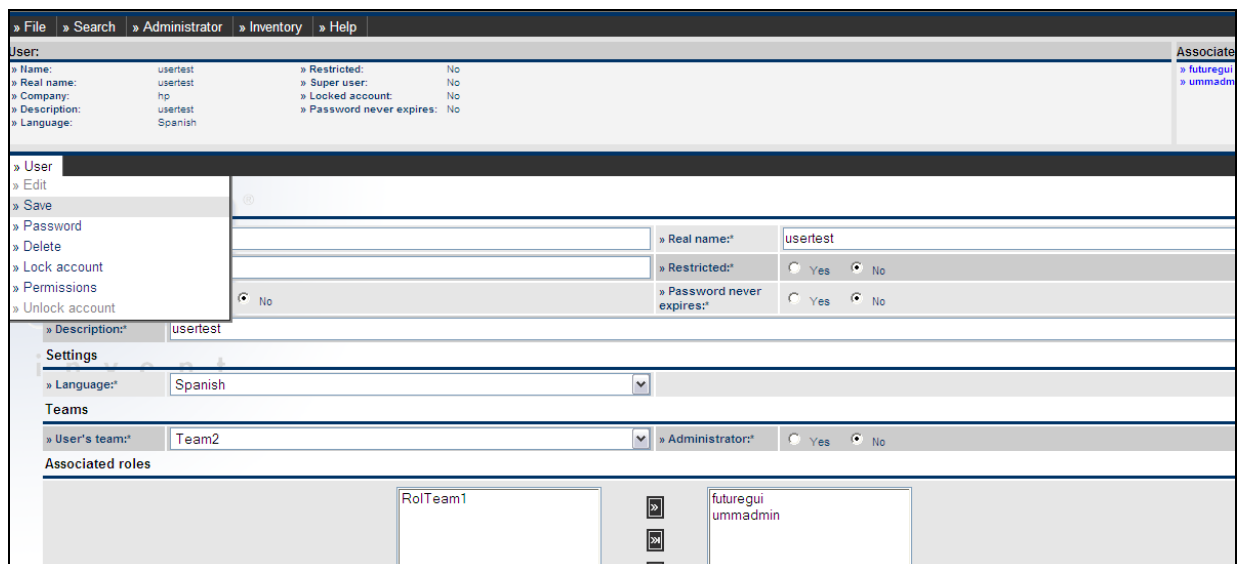 » File » Search » Administrator » Inventory » Help
User:
Associate
» Name: usertest » Restricted: No
» futuregui
» Real name: usertest » Super user: No
» ummadm
» Company: hp » Locked account: No
» Description: usertest » Password never expires: No
» Language: Spanish
» User
» Edit
» Save
®
» Password
» Real name:* usertest
» Delete
» Lock account
» Restricted:* Yes No
» Permissions
No » Password never expires:* Yes No
» Unlock account
» Description:* usertest
Settings
invent
» Language:* Spanish
Teams
» User's team:* Team2 » Administrator:* Yes No
Associated roles
RolTeam1
futuregui
ummadmin